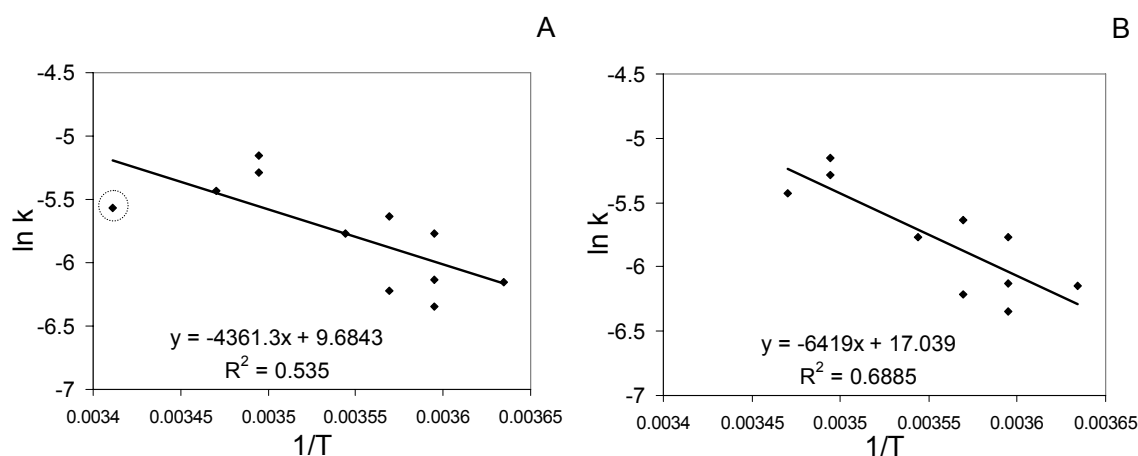 A
-4.5
-5
-5.5
-6
-6.5
-7
ln k
y = -4361.3x + 9.6843
R² = 0.535
0.0034 0.00345 0.0035 0.00355 0.0036 0.00365
1/T
B
-4.5
-5
-5.5
-6
-6.5
-7
ln k
y = -6419x + 17.039
R² = 0.6885
0.0034 0.00345 0.0035 0.00355 0.0036 0.00365
1/T